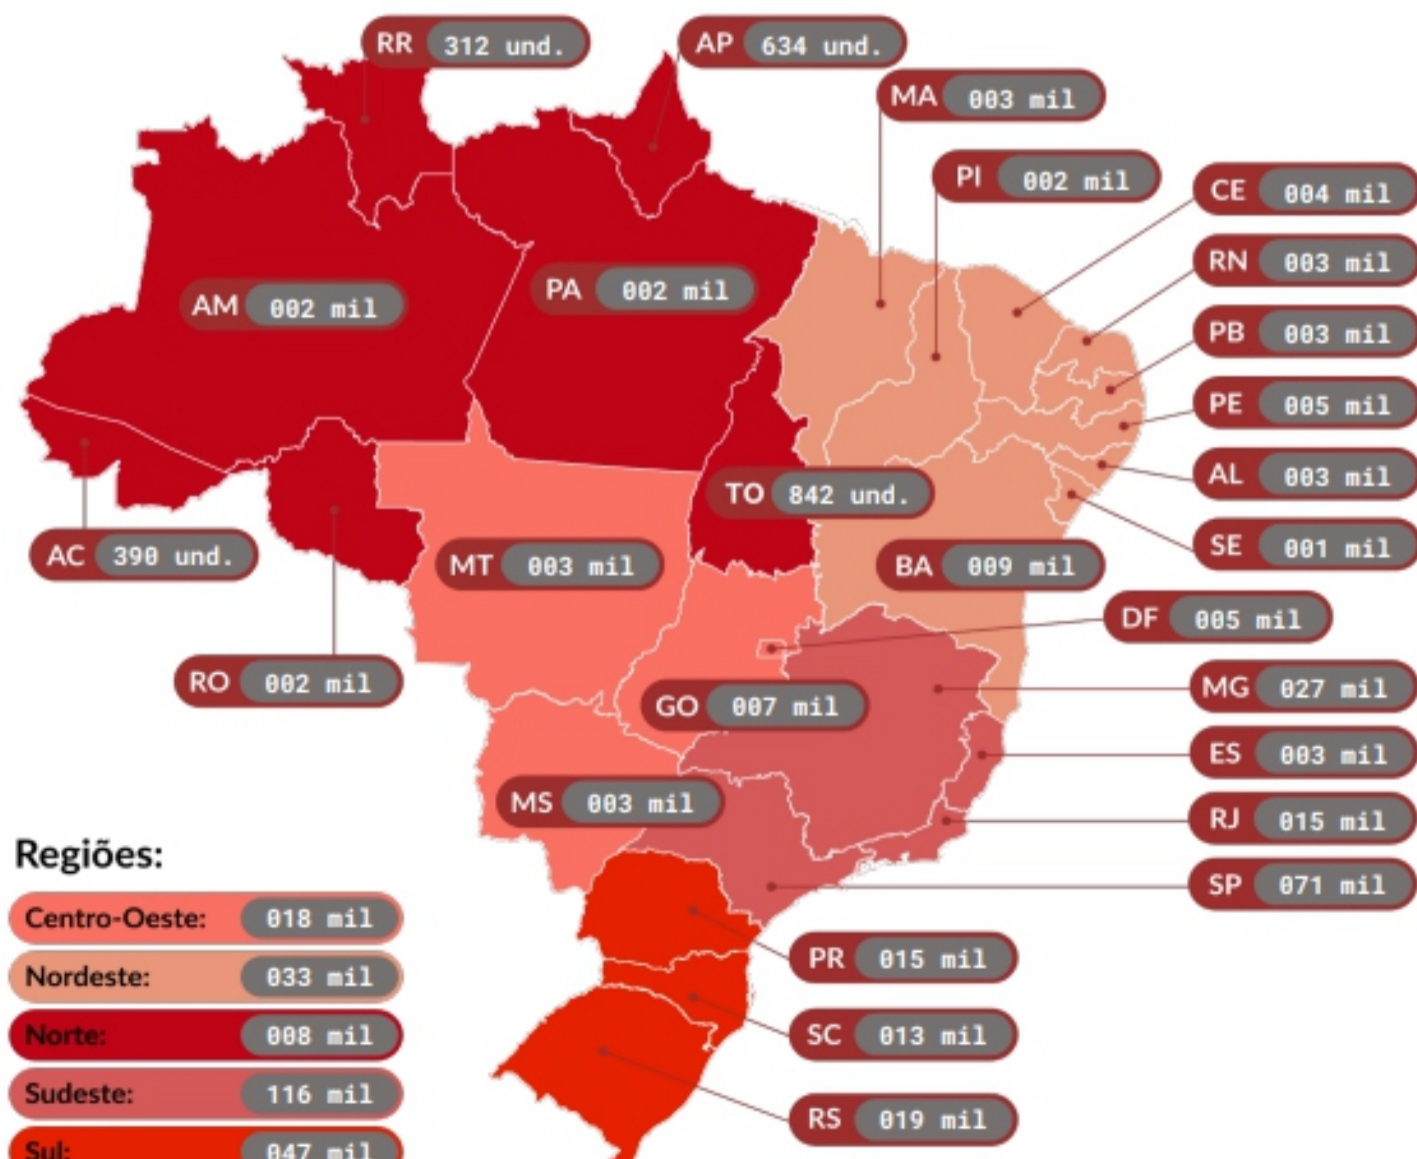 RR 312 und.
AP 634 und.
MA 003 mil
PI 002 mil
CE 004 mil
RN 003 mil
AM 002 mil
PA 002 mil
PB 003 mil
PE 005 mil
AL 003 mil
TO 842 und.
SE 001 mil
AC 390 und.
MT 003 mil
BA 009 mil
DF 005 mil
RO 002 mil
GO 007 mil
MG 027 mil
ES 003 mil
MS 003 mil
RJ 015 mil
SP 071 mil
Regiões:
Centro-Oeste: 018 mil
Nordeste: 033 mil
Norte: 008 mil
Sudeste: 116 mil
Sul: 047 mil
PR 015 mil
SC 013 mil
RS 019 mil